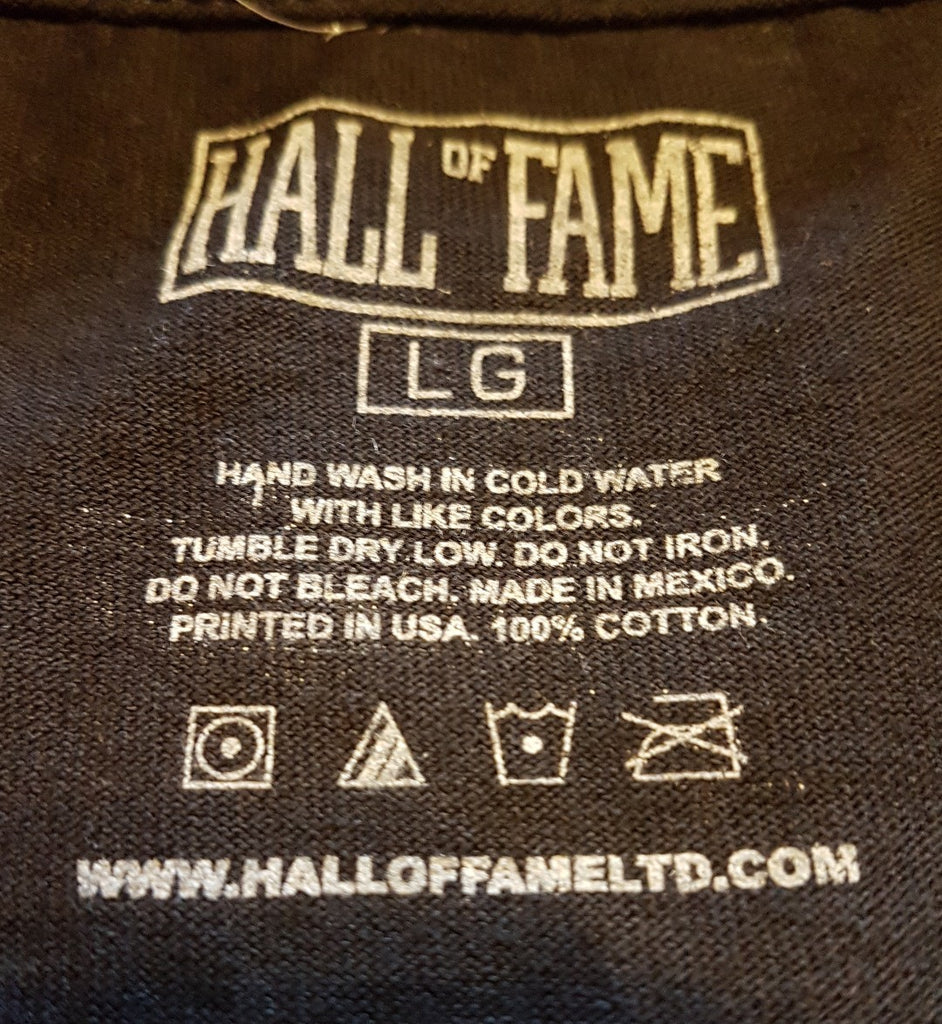 HALL OF FAME
LG
HAND WASH IN COLD WATER
WITH LIKE COLORS.
TUMBLE DRY LOW. DO NOT IRON.
DO NOT BLEACH. MADE IN MEXICO.
PRINTED IN USA. 100% COTTON.
WWW.HALLOFFAMELTD.COM